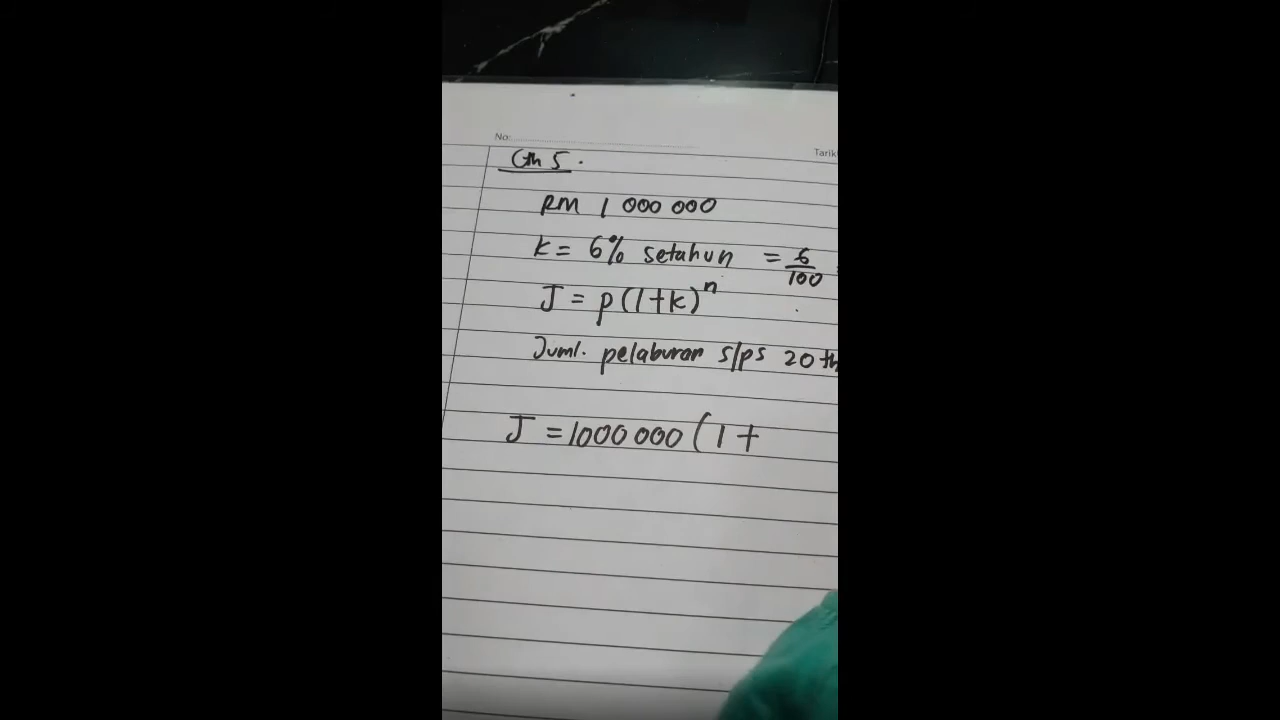 No:
Tarik
Cth 5.
RM 1 000 000
K = 6% setahun = 6/100
J = P(1+K)^n
Juml. pelaburan s/ps 20 th
J = 1000 000 (1 +